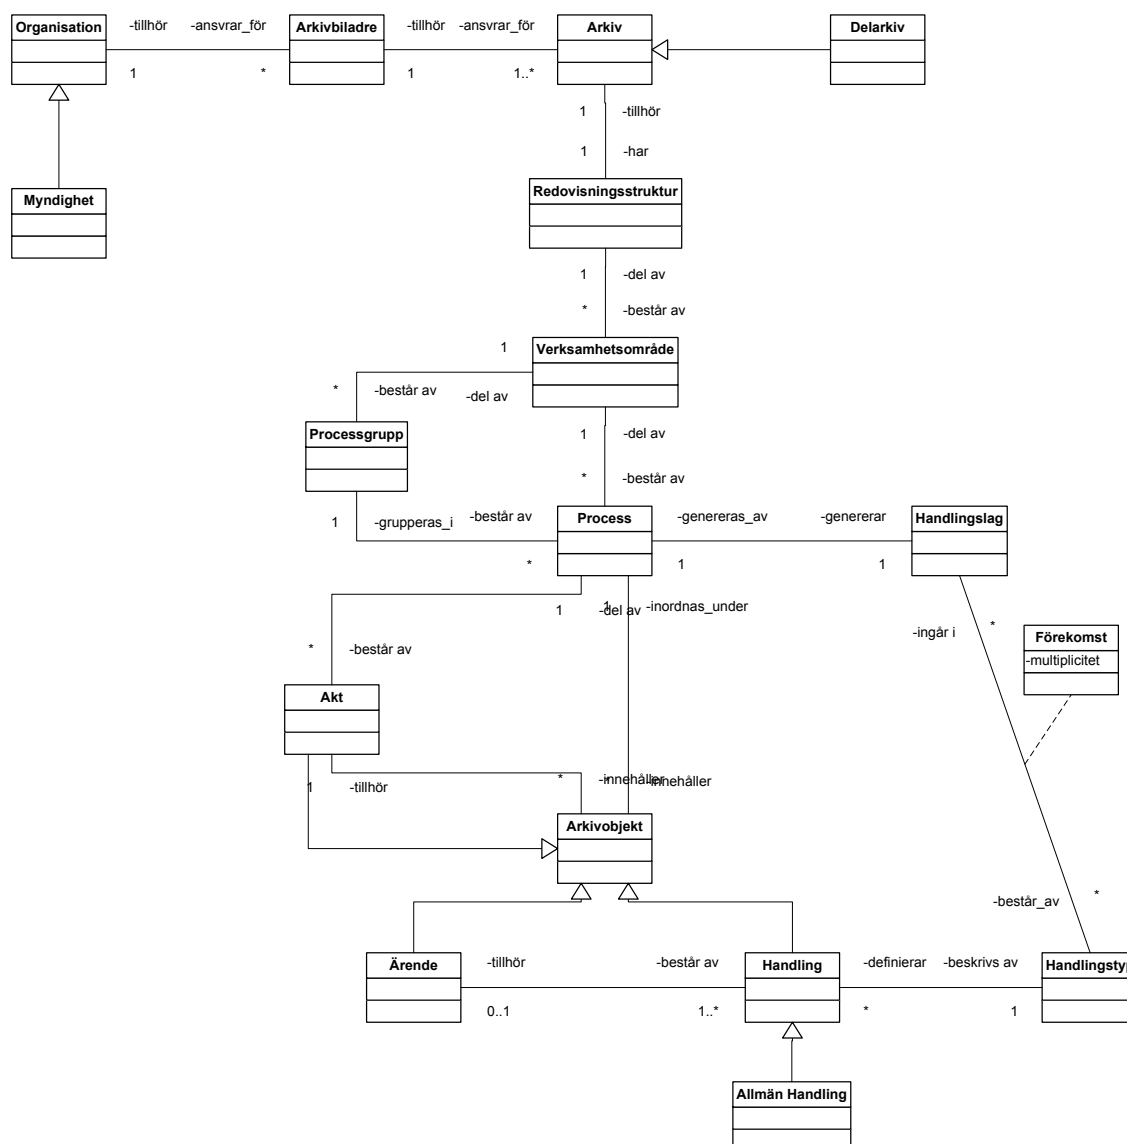 Organisation
-tillhör
-ansvrar_för
Arkivbiladre
-tillhör
-ansvrar_för
Arkiv
Delarkiv
1
*
1
1..*
1
-tillhör
1
-har
Myndighet
Redovisningsstruktur
1
-del av
*
-består av
1
Verksamhetsområde
*
-består av
-del av
Processgrupp
1
-del av
*
-består av
1
-grupperas_i
-består av
*
Process
-genereras_av
-genererar
Handlingslag
1
1
1
-del av
1
-inordnas_under
-ingår i
*
Förekomst
-multiplicitet
*
-består av
Akt
1
-tillhör
*
-innehåller
*
-innehåller
Arkivobjekt
-består_av
*
Ärende
-tillhör
-består av
Handling
-definierar
-beskrivs av
Handlingstyp
0..1
1..*
*
1
Allmän Handling